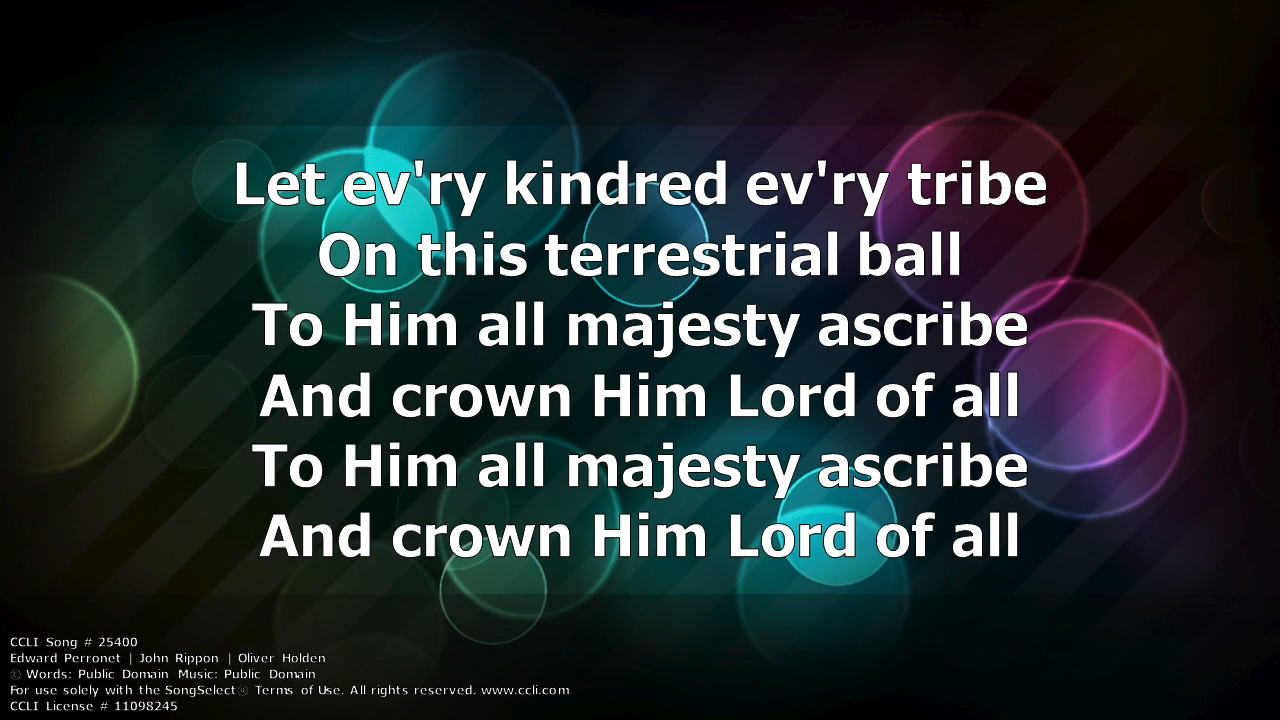 Let ev'ry kindred ev'ry tribe
On this terrestrial ball
To Him all majesty ascribe
And crown Him Lord of all
To Him all majesty ascribe
And crown Him Lord of all
CCLI Song # 25400
Edward Perronet | John Rippon | Oliver Holden
© Words: Public Domain Music: Public Domain
For use solely with the SongSelect® Terms of Use. All rights reserved. www.ccli.com
CCLI License # 11098245